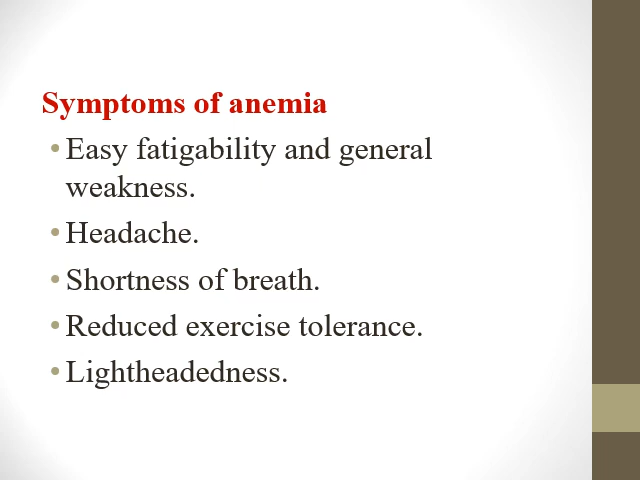 Symptoms of anemia
• Easy fatigability and general
weakness.
• Headache.
• Shortness of breath.
• Reduced exercise tolerance.
• Lightheadedness.